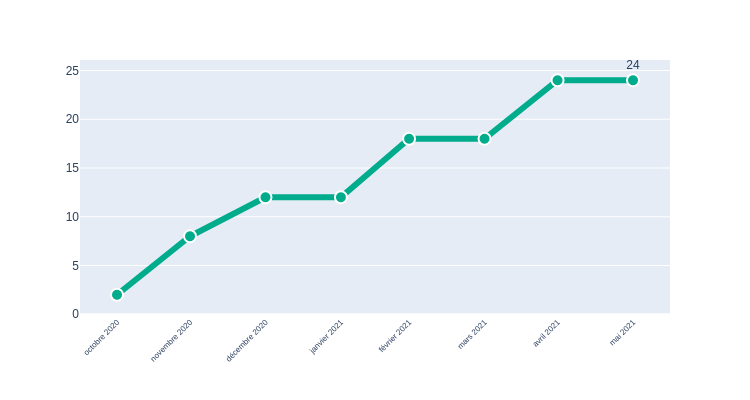 24
25
20
15
10
5
0
octobre 2020
novembre 2020
décembre 2020
janvier 2021
février 2021
mars 2021
avril 2021
mai 2021